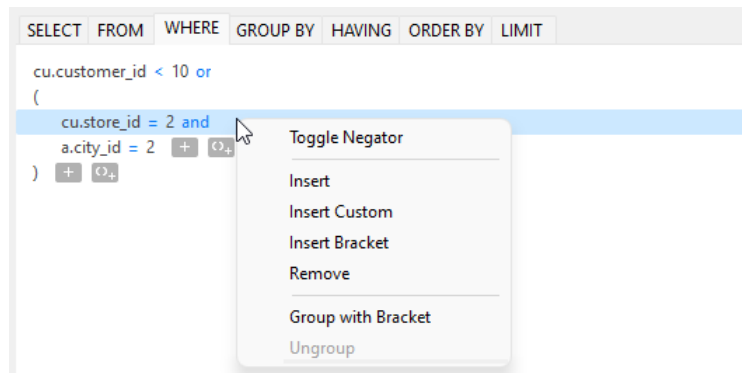 SELECT FROM WHERE GROUP BY HAVING ORDER BY LIMIT
cu.customer_id < 10 or
(
cu.store_id = 2 and
a.city_id = 2 + ()+
) + ()+
Toggle Negator
Insert
Insert Custom
Insert Bracket
Remove
Group with Bracket
Ungroup